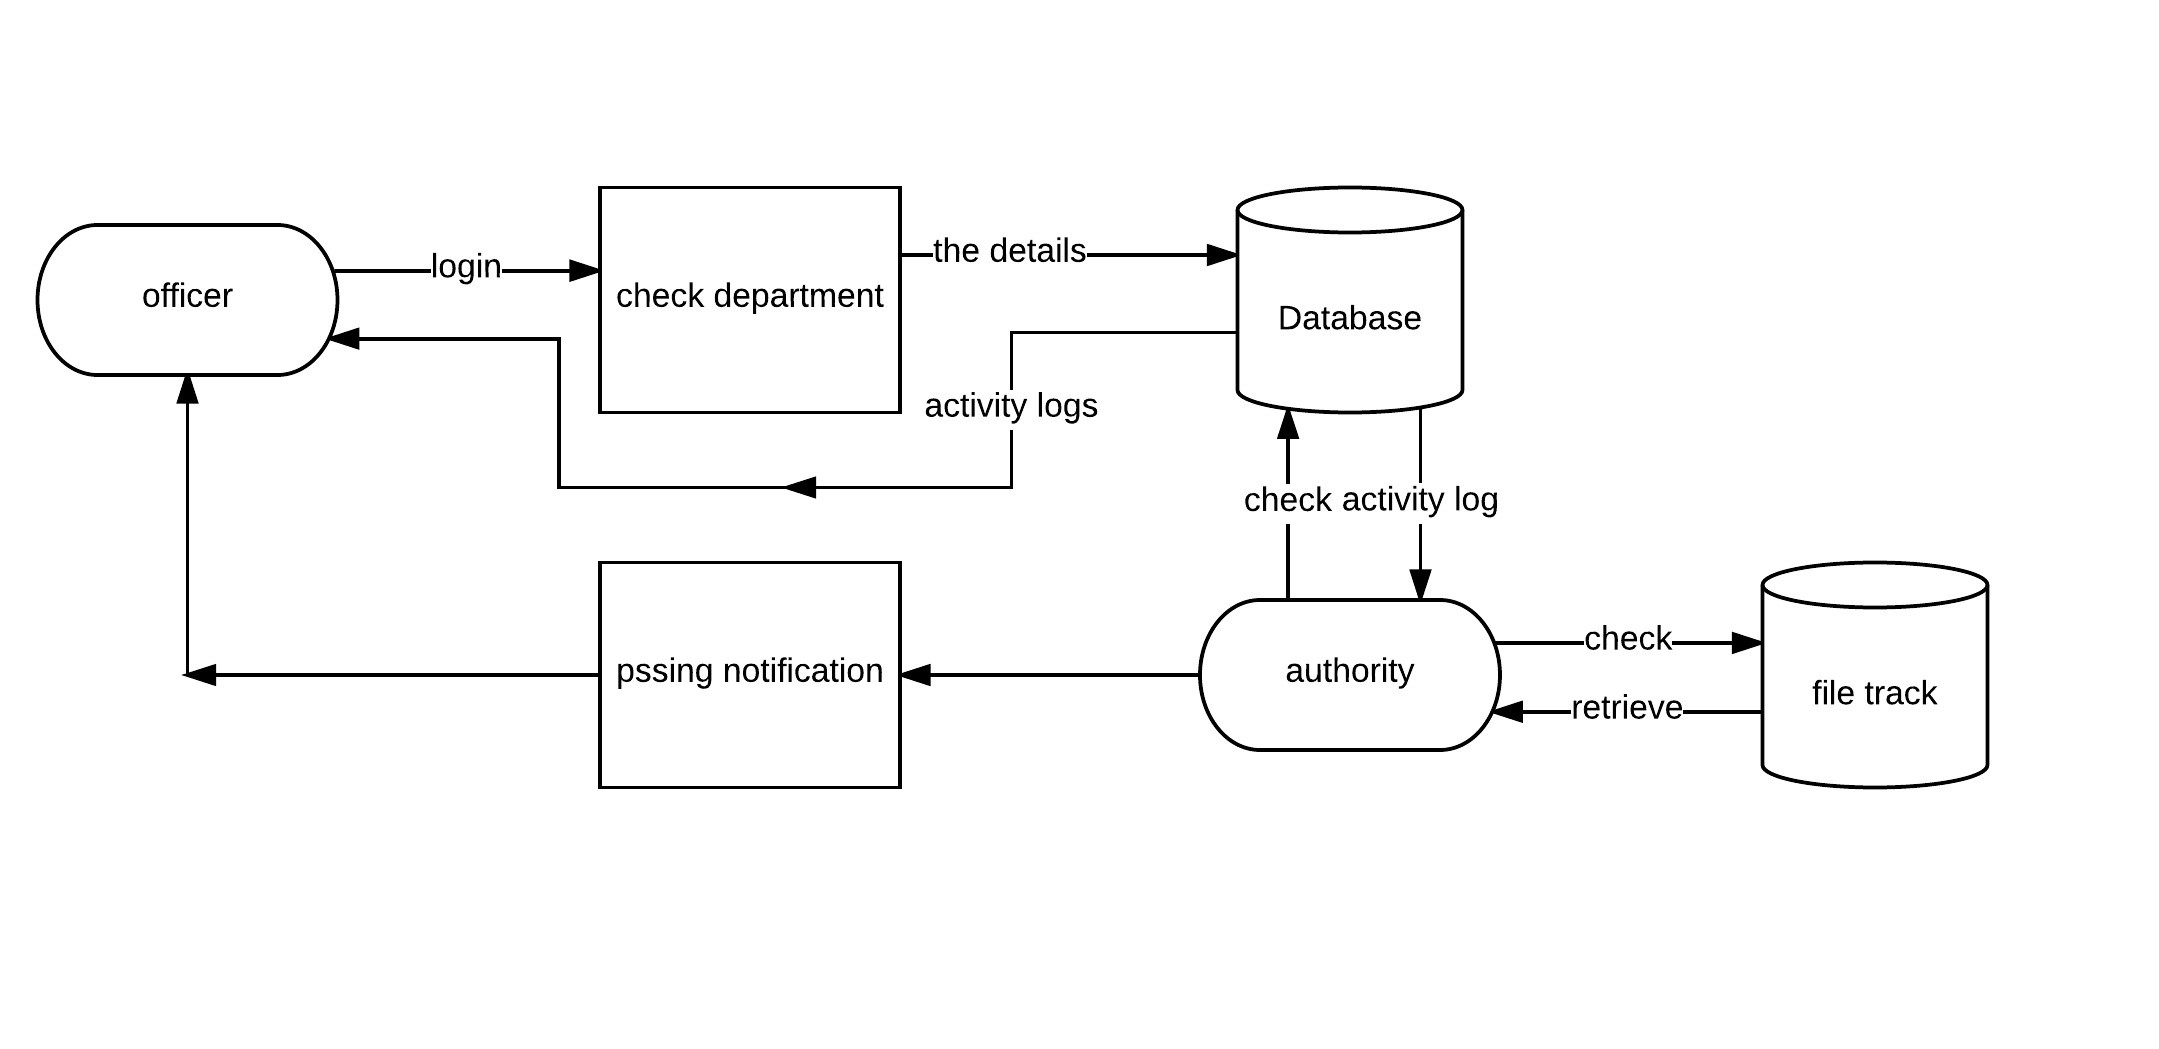 officer
login
check department
the details
Database
activity logs
check
activity log
pssing notification
authority
check
retrieve
file track